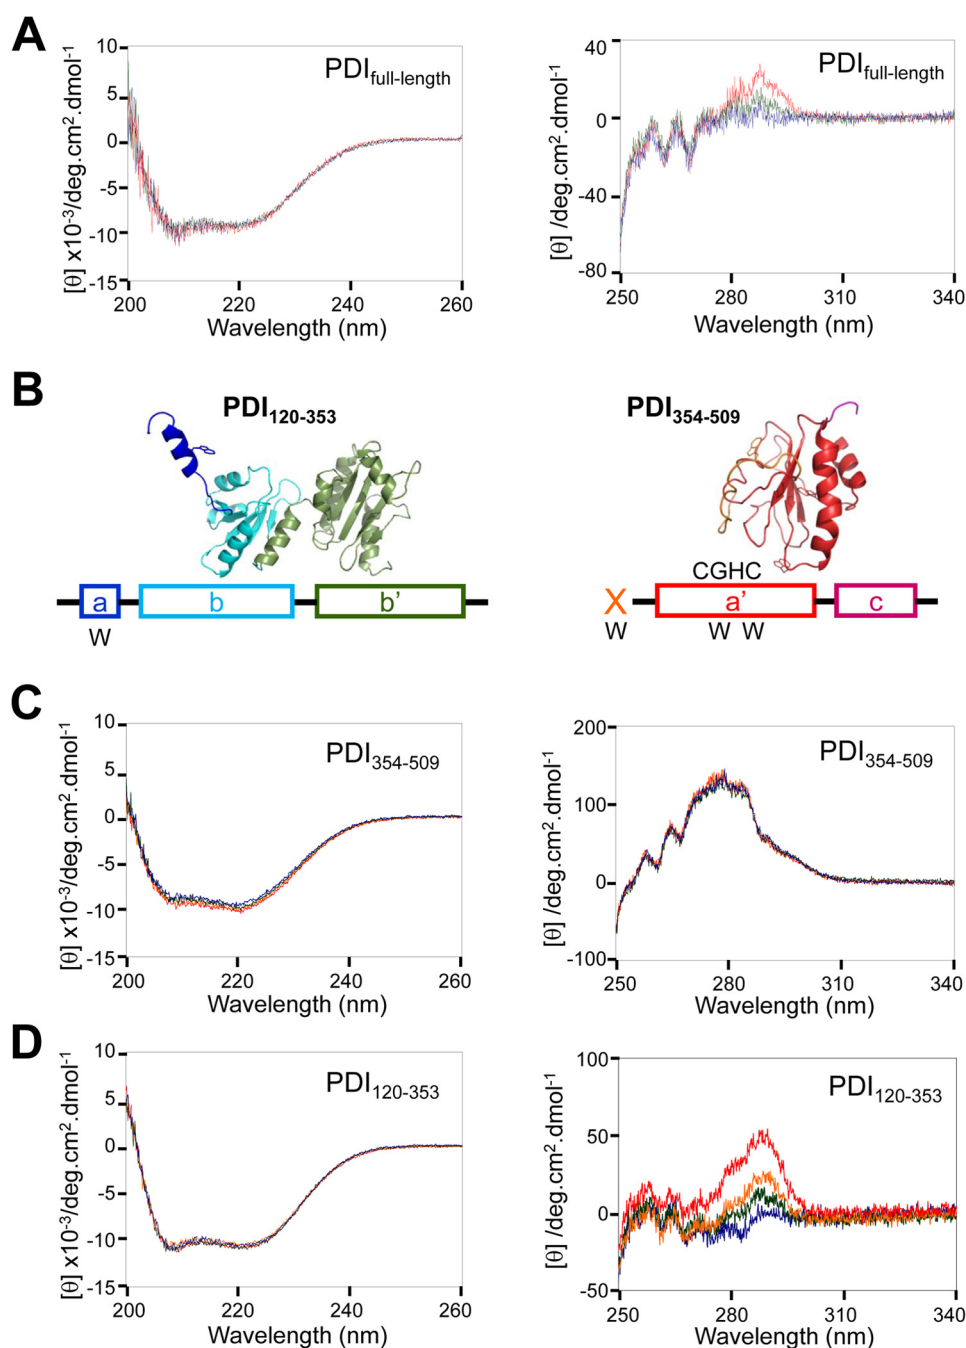 A
10
5
0
-5
-10
-15
[θ] x10⁻³/deg.cm².dmol⁻¹
PDI_full-length
200 220 240 260
Wavelength (nm)
40
0
-40
-80
[θ] /deg.cm².dmol⁻¹
PDI_full-length
250 280 310 340
Wavelength (nm)
B
PDI₁₂₀₋₃₅₃
a b b’
W
PDI₃₅₄₋₅₀₉
CGHC
X a’ c
W W W
C
10
5
0
-5
-10
-15
[θ] x10⁻³/deg.cm².dmol⁻¹
PDI₃₅₄₋₅₀₉
200 220 240 260
Wavelength (nm)
200
100
0
-100
[θ] /deg.cm².dmol⁻¹
PDI₃₅₄₋₅₀₉
250 280 310 340
Wavelength (nm)
D
10
5
0
-5
-10
-15
[θ] x10⁻³/deg.cm².dmol⁻¹
PDI₁₂₀₋₃₅₃
200 220 240 260
Wavelength (nm)
100
50
0
-50
[θ] /deg.cm².dmol⁻¹
PDI₁₂₀₋₃₅₃
250 280 310 340
Wavelength (nm)